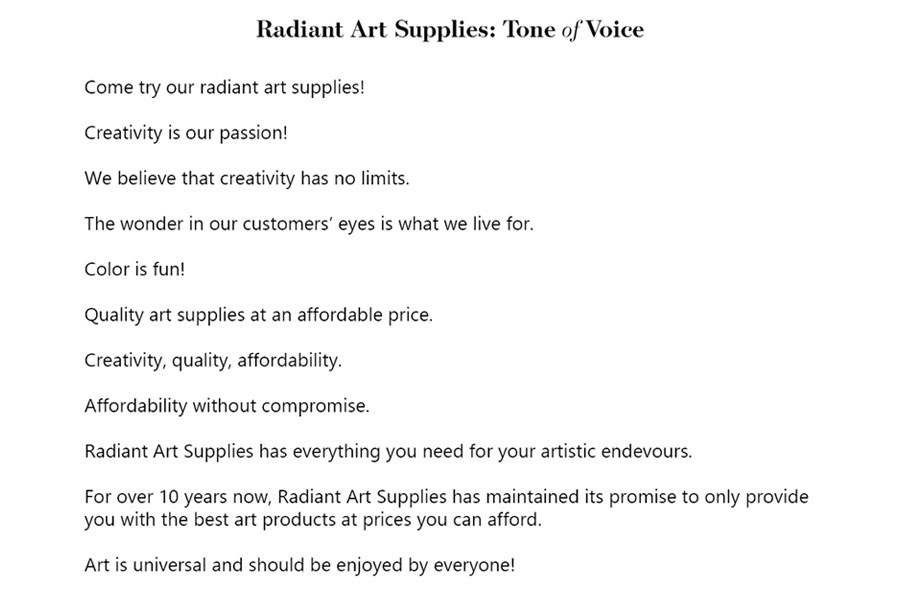 Radiant Art Supplies: Tone of Voice
Come try our radiant art supplies!
Creativity is our passion!
We believe that creativity has no limits.
The wonder in our customers’ eyes is what we live for.
Color is fun!
Quality art supplies at an affordable price.
Creativity, quality, affordability.
Affordability without compromise.
Radiant Art Supplies has everything you need for your artistic endevours.
For over 10 years now, Radiant Art Supplies has maintained its promise to only provide
you with the best art products at prices you can afford.
Art is universal and should be enjoyed by everyone!